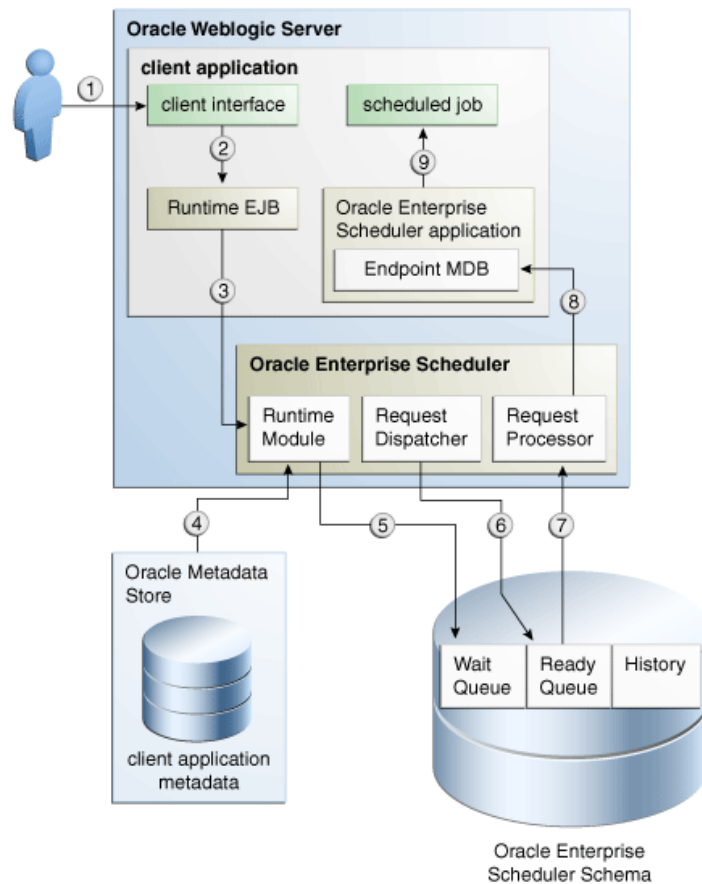 Oracle Weblogic Server
client application
1
client interface
scheduled job
2
9
Runtime EJB
Oracle Enterprise
Scheduler application
Endpoint MDB
3
8
Oracle Enterprise Scheduler
Runtime
Module
Request
Dispatcher
Request
Processor
4
5
6
7
Oracle Metadata
Store
client application
metadata
Wait
Queue
Ready
Queue
History
Oracle Enterprise
Scheduler Schema